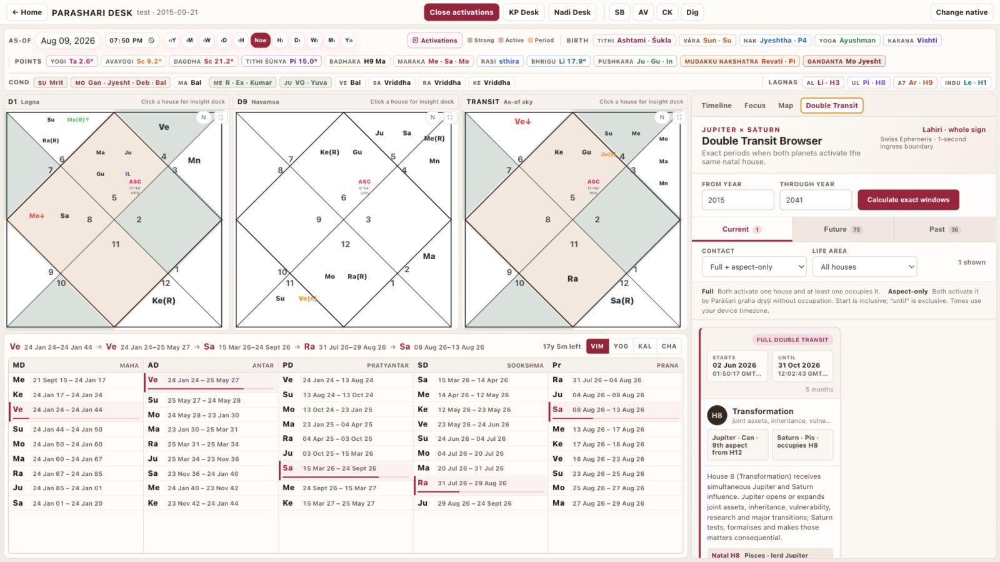 ← Home PARASHARI DESK test · 2015-09-21 Close activations KP Desk Nadi Desk SB AV CK Dig Change native
AS-OF Aug 09, 2026 07:50 PM ‹‹Y ‹M ‹W ‹D ‹H Now H› D› W› M› Y›› Activations Strong Active Period BIRTH TITHI Ashtami · Śukla VĀRA Sun · Su NAK Jyeshtha · P4 YOGA Ayushman KARAṆA Vishti
POINTS YOGI Ta 2.6° AVAYOGI Sc 9.2° DAGDHA Sc 21.2° TITHI ŚŪNYA Pi 15.0° BADHAKA H9 Ma MARAKA Me · Sa · Mo RASI sthira BHRIGU Li 17.9° PUSHKARA Ju · Gu · In MUDAKKU NAKSHATRA Revati · Pi GANDANTA Mo Jyesht
COND SU Mrit MO Gan · Jyesht · Deb · Bal MA Bal ME R · Ex · Kumar JU VG · Yuva VE Bal SA Vriddha RA Vriddha KE Vriddha LAGNAS AL Li · H3 UL Pi · H8 A7 Ar · H9 INDU Le · H1
D1 Lagna Click a house for insight dock
N
Su Me(R)↑
Ve
Ra(R)
Ma Ju
6 4
Mn
7 3
Gu IL
ASC
17°46'
PPh
5
Mo↓ Sa 8 2
11
9 1
10 12
Ke(R)
D9 Navamsa Click a house for insight dock
N
Ju Sa
Me(R)
Ke(R) Gu
7 5
Mn
8 4
ASC
9°54'
UPh
6
9 3
12
Ma
10 2
Mo Ra(R)
11 1
Su Ve(c)
TRANSIT As-of sky Click a house for insight dock
N
Ve↓
Su Me
Mo
Ke Gu Ju(c)
6 4
Ma
7 3
ASC
17°46'
PPh
Mn
5
8 2
11
9 1
Ra
10 12
Sa(R)
Ve 24 Jan 24–24 Jan 44 → Ve 24 Jan 24–25 May 27 → Sa 15 Mar 26–24 Sept 26 → Ra 31 Jul 26–29 Aug 26 → Sa 08 Aug 26–13 Aug 26 17y 5m left VIM YOG KAL CHA
MD MAHA AD ANTAR PD PRATYANTAR SD SOOKSHMA Pr PRANA
Me 21 Sept 15 – 24 Jan 17 Ve 24 Jan 24 – 25 May 27 Ve 24 Jan 24 – 13 Aug 24 Sa 15 Mar 26 – 14 Apr 26 Ra 31 Jul 26 – 04 Aug 26
Ke 24 Jan 17 – 24 Jan 24 Su 25 May 27 – 24 May 28 Su 13 Aug 24 – 13 Oct 24 Me 14 Apr 26 – 12 May 26 Ju 04 Aug 26 – 08 Aug 26
Ve 24 Jan 24 – 24 Jan 44 Mo 24 May 28 – 23 Jan 30 Mo 13 Oct 24 – 23 Jan 25 Ke 12 May 26 – 23 May 26 Sa 08 Aug 26 – 13 Aug 26
Su 24 Jan 44 – 24 Jan 50 Ma 23 Jan 30 – 25 Mar 31 Ma 23 Jan 25 – 04 Apr 25 Ve 23 May 26 – 24 Jun 26 Me 13 Aug 26 – 17 Aug 26
Mo 24 Jan 50 – 24 Jan 60 Ra 25 Mar 31 – 25 Mar 34 Ra 04 Apr 25 – 03 Oct 25 Su 24 Jun 26 – 04 Jul 26 Ke 17 Aug 26 – 18 Aug 26
Ma 24 Jan 60 – 24 Jan 67 Ju 25 Mar 34 – 23 Nov 36 Ju 03 Oct 25 – 15 Mar 26 Mo 04 Jul 26 – 20 Jul 26 Ve 18 Aug 26 – 23 Aug 26
Ra 24 Jan 67 – 24 Jan 85 Sa 23 Nov 36 – 24 Jan 40 Sa 15 Mar 26 – 24 Sept 26 Ma 20 Jul 26 – 31 Jul 26 Su 23 Aug 26 – 25 Aug 26
Ju 24 Jan 85 – 24 Jan 01 Me 24 Jan 40 – 23 Nov 42 Me 24 Sept 26 – 15 Mar 27 Ra 31 Jul 26 – 29 Aug 26 Mo 25 Aug 26 – 27 Aug 26
Sa 24 Jan 01 – 24 Jan 20 Ke 23 Nov 42 – 24 Jan 44 Ke 15 Mar 27 – 25 May 27 Ju 29 Aug 26 – 24 Sept 26 Ma 27 Aug 26 – 29 Aug 26
Timeline Focus Map Double Transit
JUPITER × SATURN
Double Transit Browser
Exact periods when both planets activate the
same natal house.
Lahiri · whole sign
Swiss Ephemeris · 1-second
ingress boundary
FROM YEAR THROUGH YEAR
2015 2041 Calculate exact windows
Current 1 Future 75 Past 36
CONTACT LIFE AREA
Full + aspect-only All houses 1 shown
Full Both activate one house and at least one occupies it. Aspect-only Both activate it
by Parāśari graha dṛṣṭi without occupation. Start is inclusive; “until” is exclusive. Times use
your device timezone.
FULL DOUBLE TRANSIT
STARTS UNTIL
02 Jun 2026 31 Oct 2026
01:50:17 GMT... 12:02:43 GMT...
5 months
H8 Transformation
joint assets, inheritance, vulne...
Jupiter · Can ·
9th aspect
from H12
Saturn · Pis ·
occupies H8
House 8 (Transformation) receives
simultaneous Jupiter and Saturn
influence. Jupiter opens or expands
joint assets, inheritance, vulnerability,
research and major transitions; Saturn
tests, formalises and makes those
matters consequential.
Natal H8 Pisces · lord Jupiter